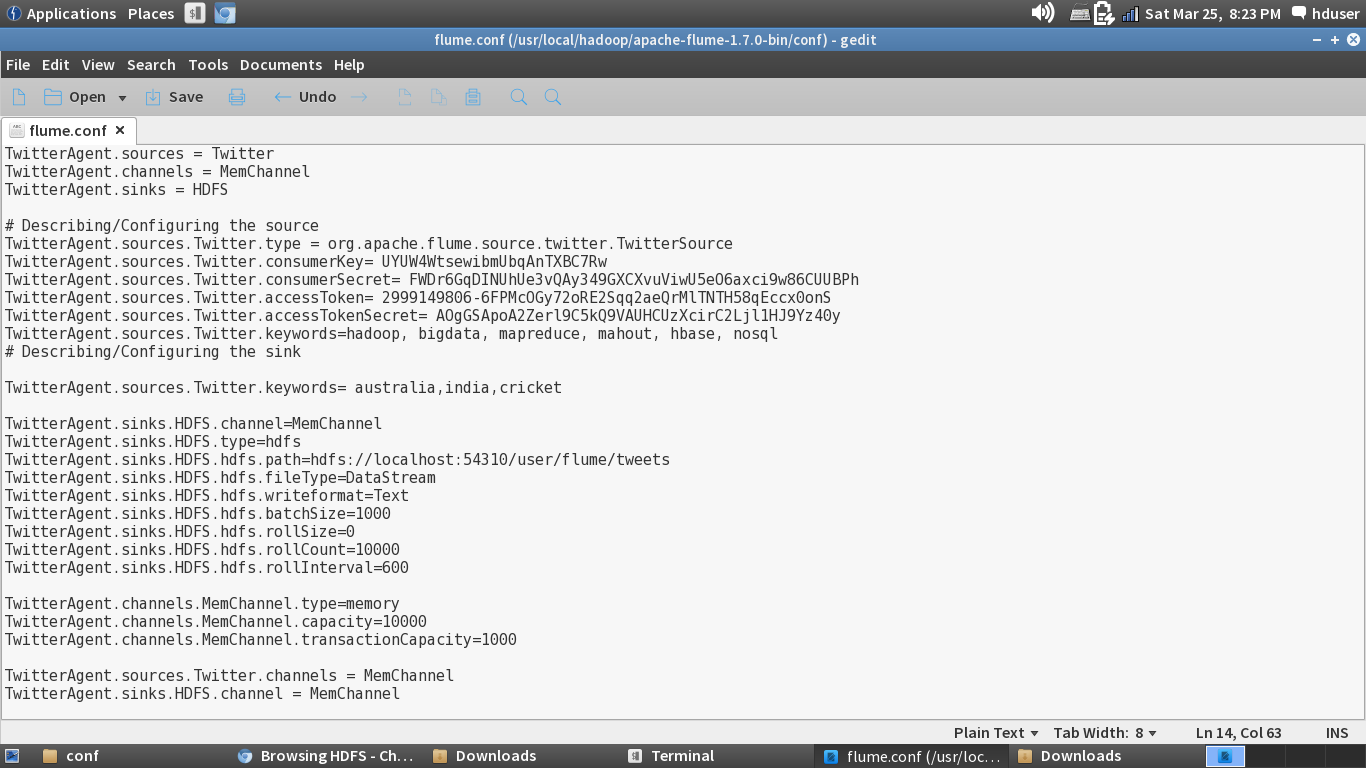 Applications Places Sat Mar 25, 8:23 PM hduser
flume.conf (/usr/local/hadoop/apache-flume-1.7.0-bin/conf) - gedit
File Edit View Search Tools Documents Help
Open Save Undo
flume.conf
TwitterAgent.sources = Twitter
TwitterAgent.channels = MemChannel
TwitterAgent.sinks = HDFS
# Describing/Configuring the source
TwitterAgent.sources.Twitter.type = org.apache.flume.source.twitter.TwitterSource
TwitterAgent.sources.Twitter.consumerKey= UYUW4WtsewibmUbqAnTXBC7Rw
TwitterAgent.sources.Twitter.consumerSecret= FWDr6GqDINUhUe3vQAy349GXCXvuViwU5eO6axci9w86CUUBPh
TwitterAgent.sources.Twitter.accessToken= 2999149806-6FPMcOGy72oRE2Sqq2aeQrMlTNTH58qEccx0onS
TwitterAgent.sources.Twitter.accessTokenSecret= AOgGSApoA2Zerl9C5kQ9VAUHCUzXcirC2Ljl1HJ9Yz40y
TwitterAgent.sources.Twitter.keywords=hadoop, bigdata, mapreduce, mahout, hbase, nosql
# Describing/Configuring the sink
TwitterAgent.sources.Twitter.keywords= australia,india,cricket
TwitterAgent.sinks.HDFS.channel=MemChannel
TwitterAgent.sinks.HDFS.type=hdfs
TwitterAgent.sinks.HDFS.hdfs.path=hdfs://localhost:54310/user/flume/tweets
TwitterAgent.sinks.HDFS.hdfs.fileType=DataStream
TwitterAgent.sinks.HDFS.hdfs.writeformat=Text
TwitterAgent.sinks.HDFS.hdfs.batchSize=1000
TwitterAgent.sinks.HDFS.hdfs.rollSize=0
TwitterAgent.sinks.HDFS.hdfs.rollCount=10000
TwitterAgent.sinks.HDFS.hdfs.rollInterval=600
TwitterAgent.channels.MemChannel.type=memory
TwitterAgent.channels.MemChannel.capacity=10000
TwitterAgent.channels.MemChannel.transactionCapacity=1000
TwitterAgent.sources.Twitter.channels = MemChannel
TwitterAgent.sinks.HDFS.channel = MemChannel
Plain Text Tab Width: 8 Ln 14, Col 63 INS
conf Browsing HDFS - Ch... Downloads Terminal flume.conf (/usr/loc... Downloads